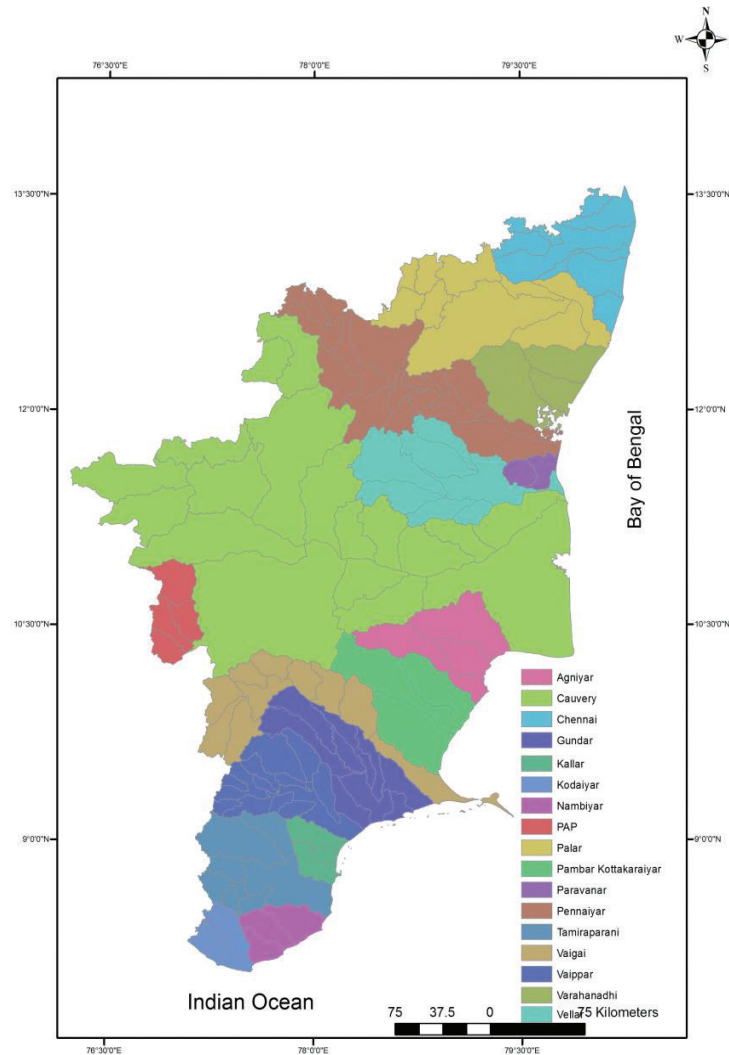 N
W E
S
76°30'0"E 78°0'0"E 79°30'0"E
13°30'0"N 13°30'0"N
12°0'0"N 12°0'0"N
Bay of Bengal
10°30'0"N 10°30'0"N
Agniyar
Cauvery
Chennai
Gundar
Kallar
Kodaiyar
Nambiyar
PAP
Palar
9°0'0"N 9°0'0"N
Pambar Kottakaraiyar
Paravanar
Pennaiyar
Tamiraparani
Vaigai
Vaippar
Varahanadhi
Vellar
Indian Ocean
75 37.5 0 75 Kilometers
76°30'0"E 78°0'0"E 79°30'0"E